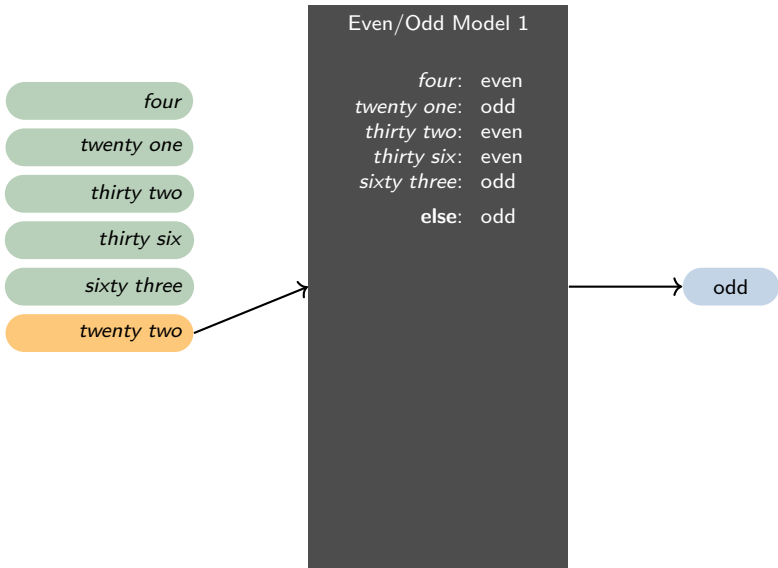 Even/Odd Model 1
four
twenty one
thirty two
thirty six
sixty three
twenty two
four: even
twenty one: odd
thirty two: even
thirty six: even
sixty three: odd
else: odd
odd